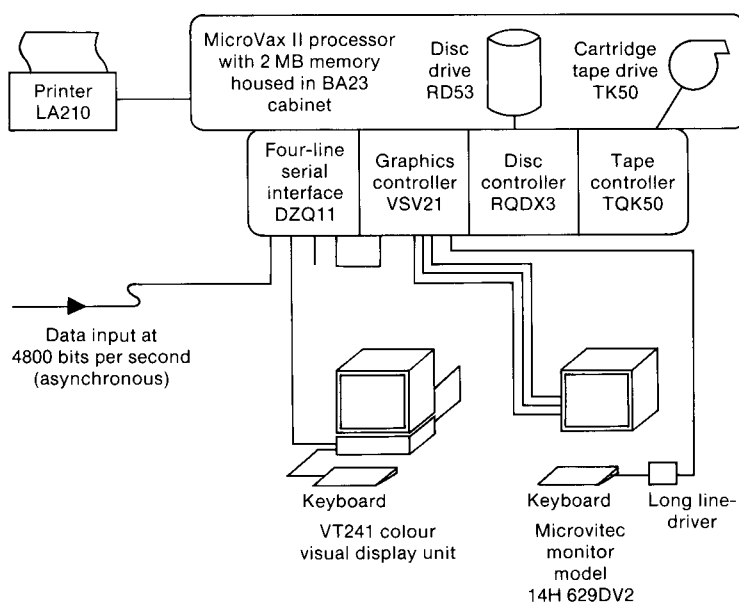 Printer
LA210
MicroVax II processor
with 2 MB memory
housed in BA23
cabinet
Disc
drive
RD53
Cartridge
tape drive
TK50
Four-line
serial
interface
DZQ11
Graphics
controller
VSV21
Disc
controller
RQDX3
Tape
controller
TQK50
Data input at
4800 bits per second
(asynchronous)
Keyboard
VT241 colour
visual display unit
Keyboard
Microvitec
monitor
model
14H 629DV2
Long line-
driver